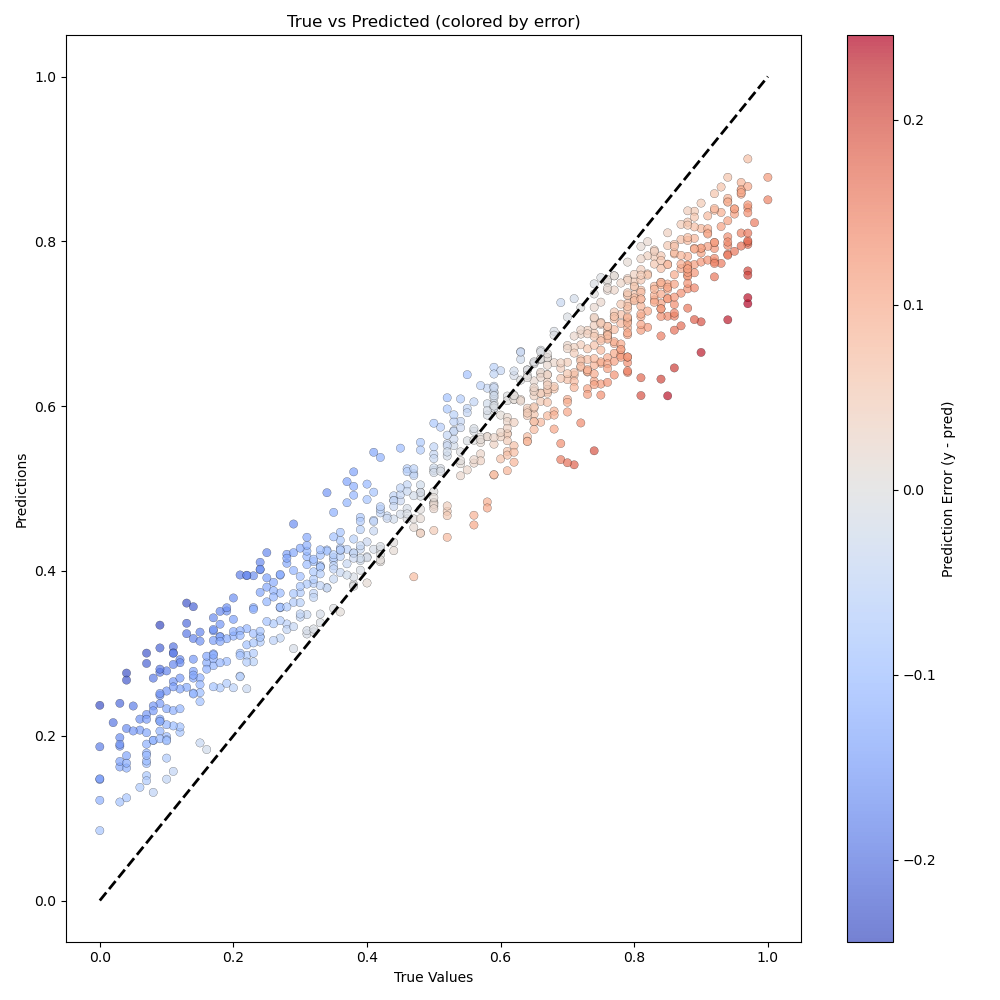 True vs Predicted (colored by error)
1.0
0.8
0.6
0.4
0.2
0.0
Predictions
0.0 0.2 0.4 0.6 0.8 1.0
True Values
0.2
0.1
0.0
−0.1
−0.2
Prediction Error (y - pred)